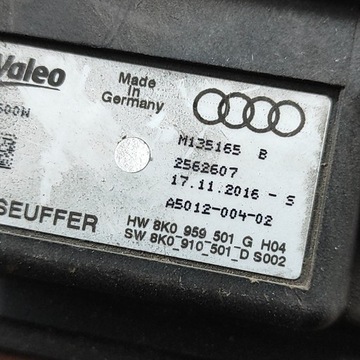 Valeo
Made in
Germany
600W
M135165 B
2562607
17.11.2016 - S
A5012-004-02
SEUFFER
HW 8K0 959 501 G H04
SW 8K0 910 501 D S002